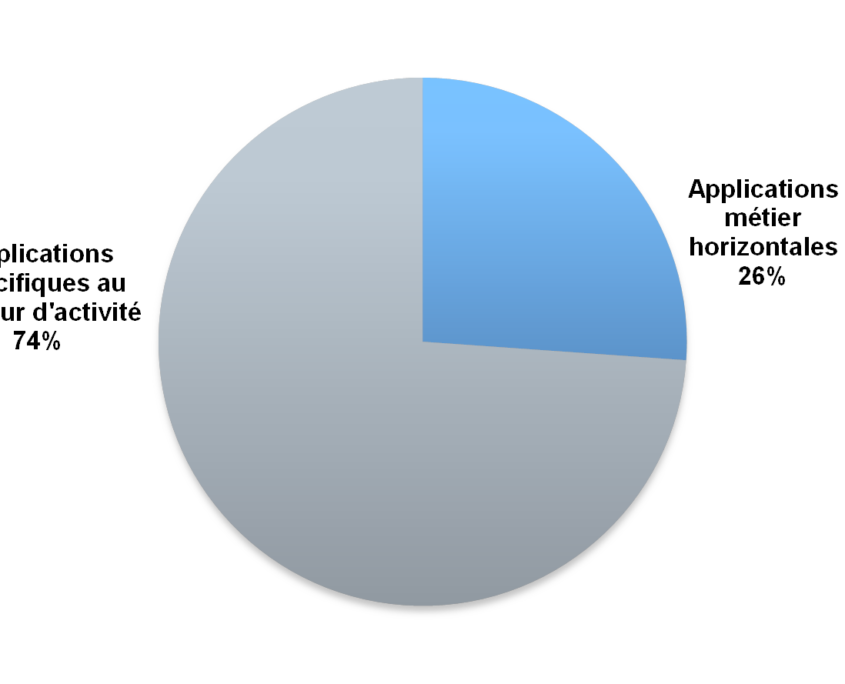 Applications
métier
horizontales
26%
plications
cifiques au
ur d'activité
74%